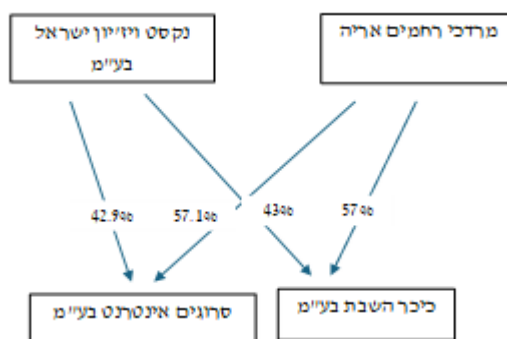 מרדכי רחמים אריה
נקסט ויז'יון ישראל
בע"מ
57%
43%
57.1%
42.9%
כיכר השבת בע"מ
סרוגים אינטרנט בע"מ